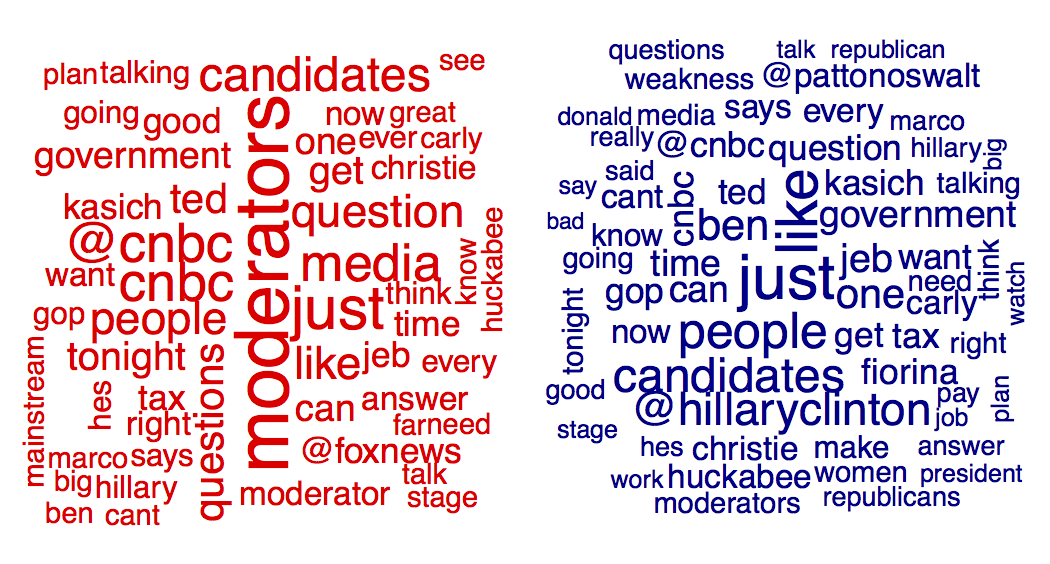 plan talking candidates see
going good now great
government one ever carly
get christie
moderators
kasich ted question
@cnbc media know huckabee
want cnbc just think
gop people time
tonight like jeb every
mainstream hes tax questions can answer
right far need
marco says @foxnews
big hillary moderator talk
ben cant stage
questions talk republican
weakness @pattonoswalt
donald media says every marco
really @cnbc question hillary big
say said cant cnbc ted like kasich talking
bad know ben government
going time just jeb want think
gop can one need watch
tonight carly
now people get tax right
good candidates fiorina
@hillaryclinton pay plan
stage job
hes christie make answer
work huckabee women president
moderators republicans